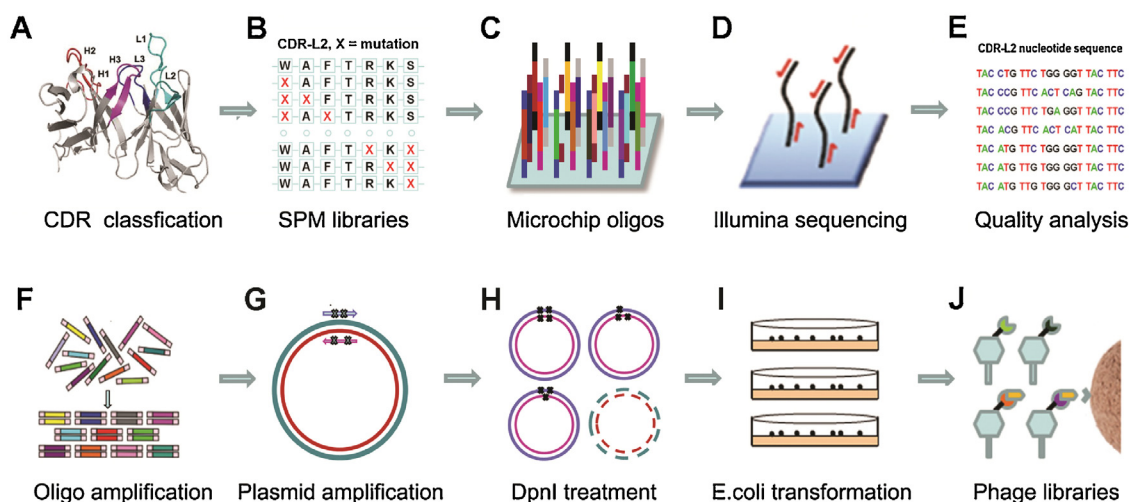 A
H2
H1
H3
L3
L1
L2
CDR classfication
B
CDR-L2, X = mutation
W A F T R K S
X A F T R K S
X X F T R K S
X A X T R K S
W A F T R X X
W A F T R X X
W A F T R K X
SPM libraries
C
Microchip oligos
D
Illumina sequencing
E
CDR-L2 nucleotide sequence
TAC CTG TTC TGG GGT TAC TTC
TAC CCG TTC ACT CAG TAC TTC
TAC CCG TTC TGA GGT TAC TTC
TAC ACG TTC ACT CAT TAC TTC
TAC ATG TTG TGG GGT TAC TTC
TAC ATG TTG TGG GGT TAC TTC
TAC ATG TTG TGG GCT TAC TTC
Quality analysis
F
Oligo amplification
G
Plasmid amplification
H
DpnI treatment
I
E.coli transformation
J
Phage libraries